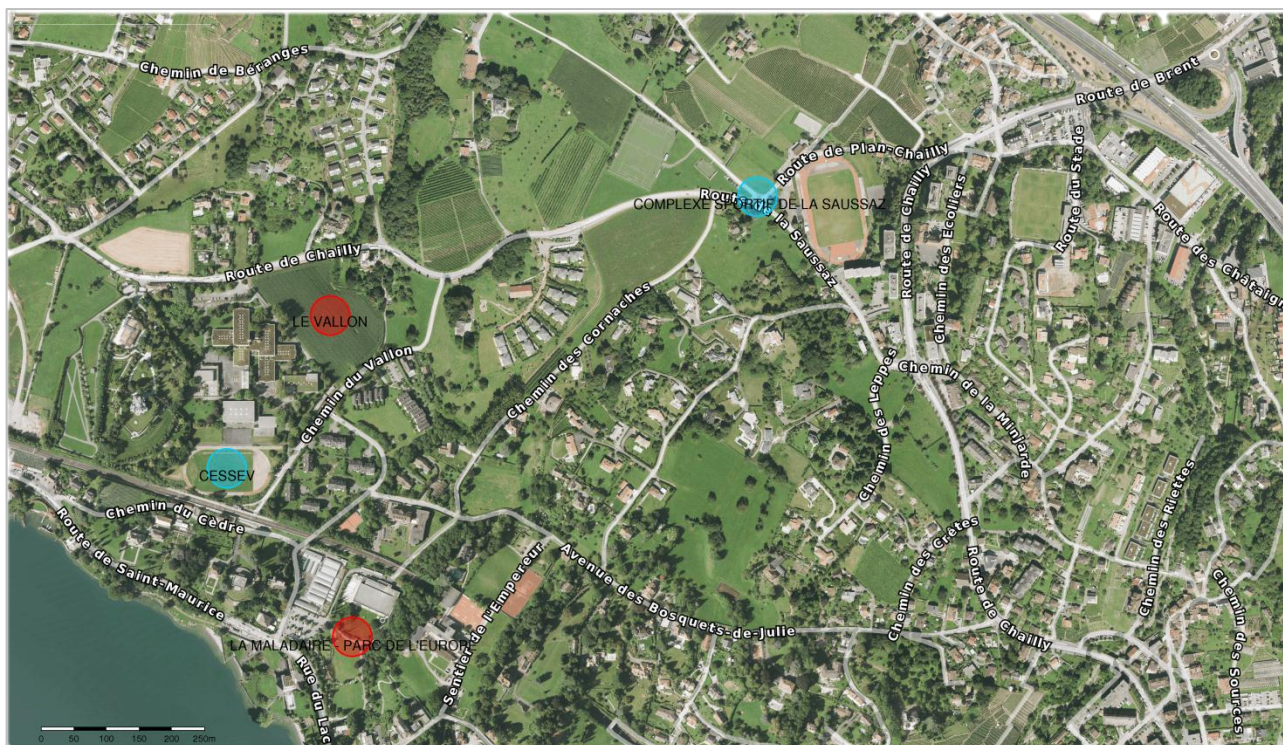 Chemin de Béranges
Route de Brent
Route de Plan-Chailly
Route de la Saussaz
COMPLEXE SPORTIF DE LA SAUSSAZ
Route de Chailly
Chemin des Ecoliers
Route du Stade
Route des Châtaig
Route de Chailly
LE VALLON
Chemin du Vallon
Chemin des Cornaches
Chemin des Leppes
Chemin de la Minjarde
CESSEV
Chemin du Cèdre
Route de Saint-Maurice
Chemin des Riettes
Chemin des Crêtes
Avenue des Bosquets-de-Julie
Route de Chailly
Chemin des Sources
LA MALADAIRE - PARC DE L'EUROPE
Sentier de l'Empereur
Rue du Lac
0 50 100 150 200 250m